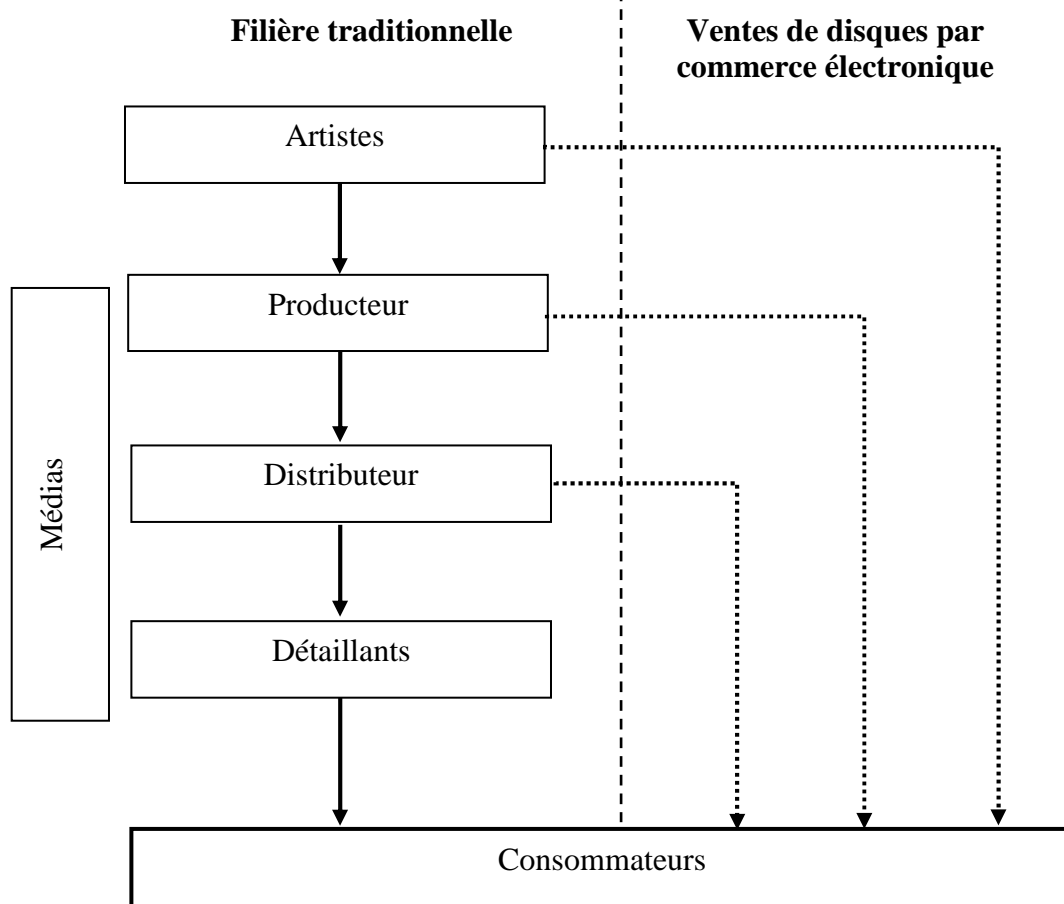 Filière traditionnelle
Ventes de disques par
commerce électronique
Artistes
Producteur
Médias
Distributeur
Détaillants
Consommateurs